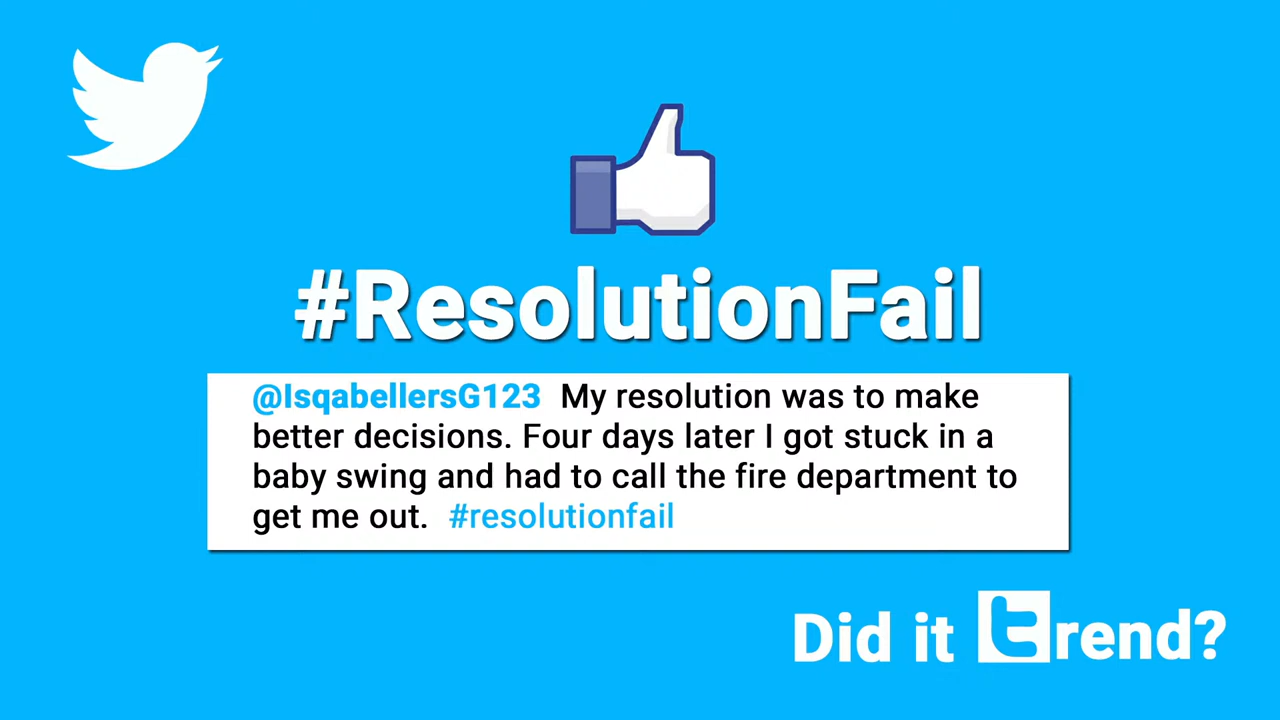 #ResolutionFail
@IsqabellersG123 My resolution was to make
better decisions. Four days later I got stuck in a
baby swing and had to call the fire department to
get me out. #resolutionfail
Did it trend?